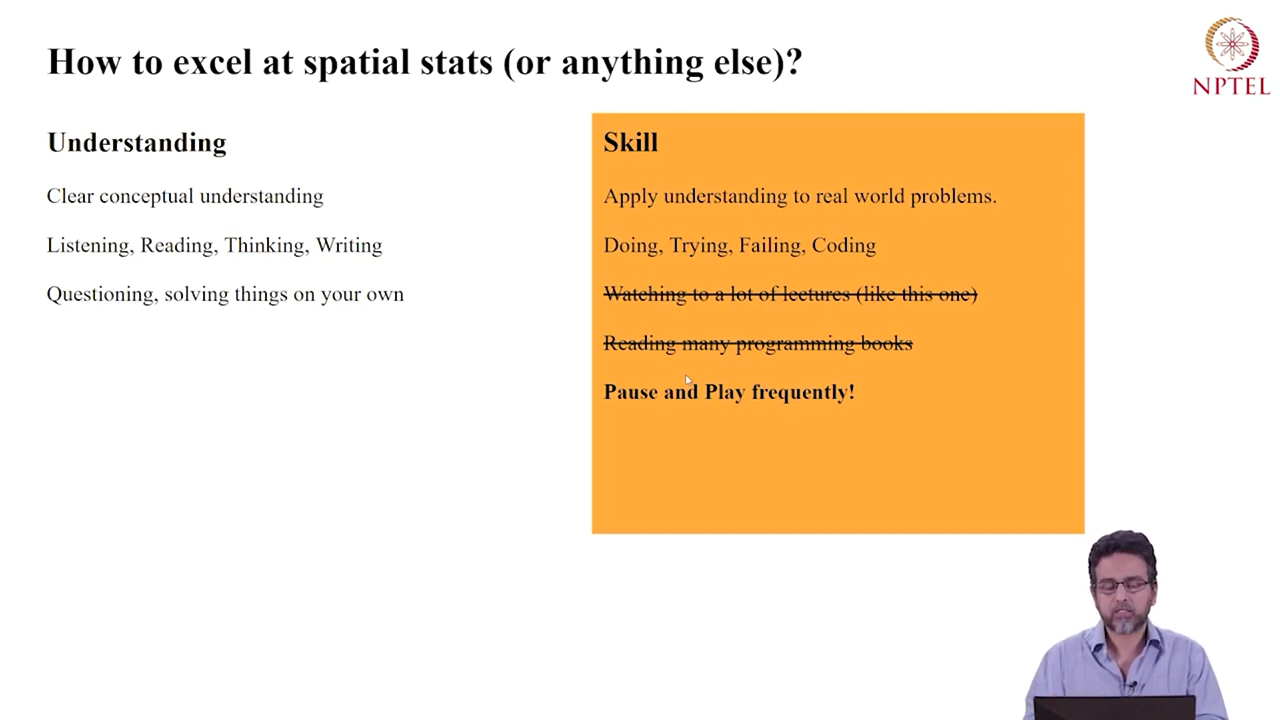 How to excel at spatial stats (or anything else)?
NPTEL
Understanding
Clear conceptual understanding
Listening, Reading, Thinking, Writing
Questioning, solving things on your own
Skill
Apply understanding to real world problems.
Doing, Trying, Failing, Coding
Watching to a lot of lectures (like this one)
Reading many programming books
Pause and Play frequently!